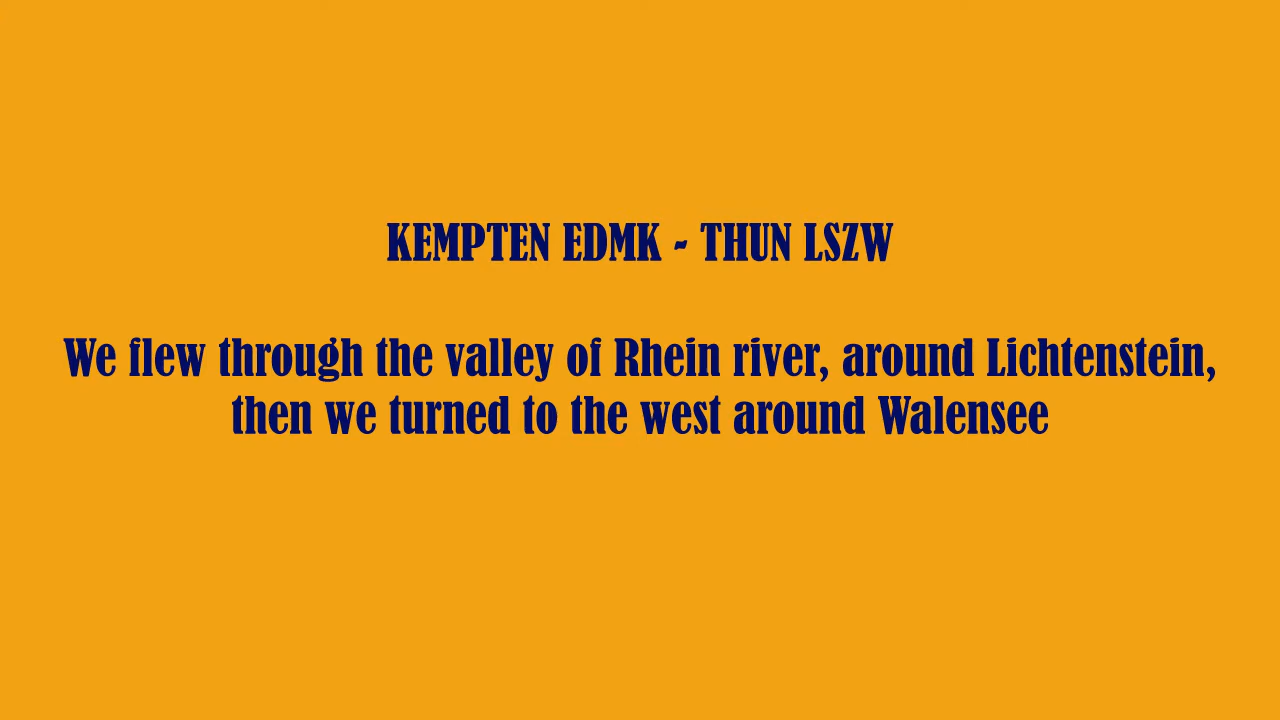 KEMPTEN EDMK - THUN LSZW
We flew through the valley of Rhein river, around Lichtenstein,
then we turned to the west around Walensee